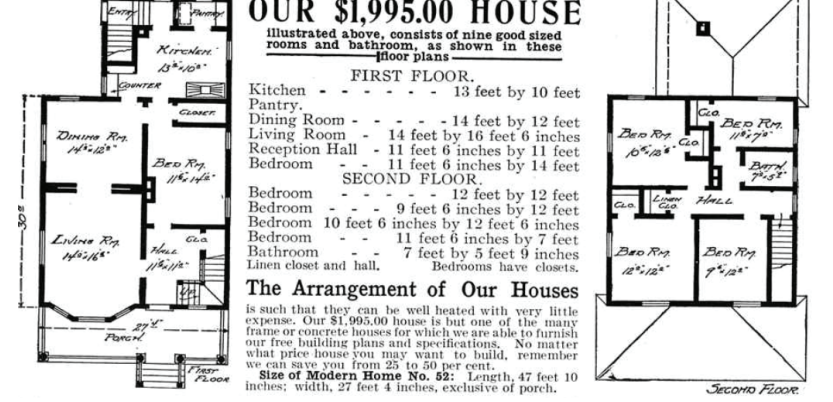 OUR $1,995.00 HOUSE
illustrated above, consists of nine good sized
rooms and bathroom, as shown in these
floor plans
FIRST FLOOR.
Kitchen - - - - - - 13 feet by 10 feet
Pantry.
Dining Room - - - - - 14 feet by 12 feet
Living Room - 14 feet by 16 feet 6 inches
Reception Hall - 11 feet 6 inches by 11 feet
Bedroom - - 11 feet 6 inches by 14 feet
SECOND FLOOR.
Bedroom - - - - - 12 feet by 12 feet
Bedroom - - - 9 feet 6 inches by 12 feet
Bedroom 10 feet 6 inches by 12 feet 6 inches
Bedroom - - 11 feet 6 inches by 7 feet
Bathroom - - 7 feet by 5 feet 9 inches
Linen closet and hall. Bedrooms have closets.
The Arrangement of Our Houses
is such that they can be well heated with very little
expense. Our $1,995.00 house is but one of the many
frame or concrete houses for which we are able to furnish
our free building plans and specifications. No matter
what price house you may want to build, remember
we can save you from 25 to 50 per cent.
Size of Modern Home No. 52: Length, 47 feet 10
inches; width, 27 feet 4 inches, exclusive of porch.
ENTRY
PANTRY
KITCHEN
COUNTER
CLOSET
DINING RM.
BED RM.
LIVING RM.
HALL
CLO.
UP
PORCH
FIRST
FLOOR
CLO.
BED RM.
BED RM.
CLO.
BATH
CLO.
LINEN
CLO.
HALL
BED RM.
BED RM.
SECOND FLOOR.